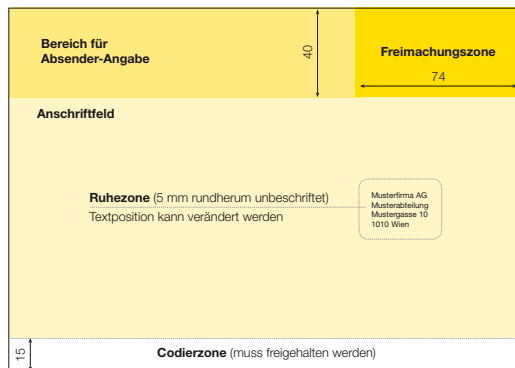 Bereich für
Absender-Angabe
40
Freimachungszone
74
Anschriftfeld
Ruhezone (5 mm rundherum unbeschriftet)
Textposition kann verändert werden
Musterfirma AG
Musterabteilung
Mustergasse 10
1010 Wien
15
Codierzone (muss freigehalten werden)